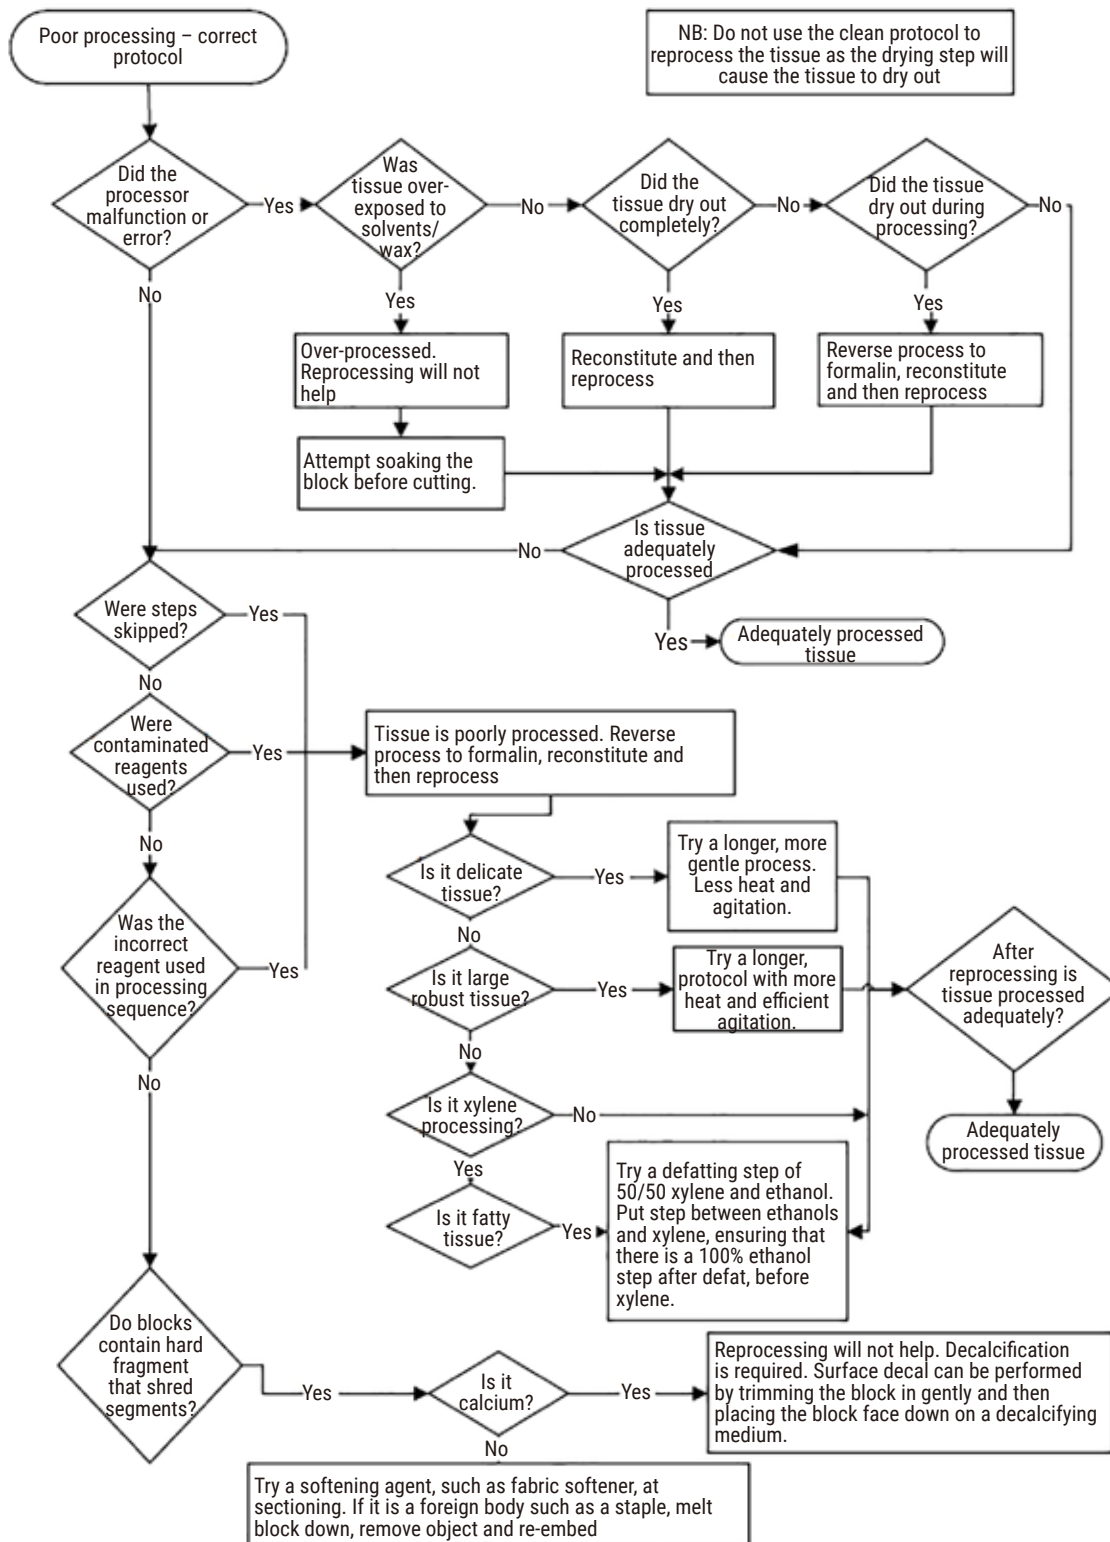 Poor processing – correct
protocol
NB: Do not use the clean protocol to
reprocess the tissue as the drying step will
cause the tissue to dry out
Did the
processor
malfunction or
error?
Yes
Was
tissue over-
exposed to
solvents/
wax?
No
Did the
tissue dry out
completely?
No
Did the tissue
dry out during
processing?
No
No
Yes
Yes
Yes
Over-processed.
Reprocessing will not
help
Reconstitute and then
reprocess
Reverse process to
formalin, reconstitute
and then reprocess
Attempt soaking the
block before cutting.
Is tissue
adequately
processed
No
Yes
Adequately processed
tissue
Were steps
skipped?
Yes
No
Were
contaminated
reagents
used?
Yes
Tissue is poorly processed. Reverse
process to formalin, reconstitute and
then reprocess
No
Was the
incorrect
reagent used
in processing
sequence?
Yes
No
Is it delicate
tissue?
Yes
Try a longer, more
gentle process.
Less heat and
agitation.
No
Is it large
robust tissue?
Yes
Try a longer,
protocol with more
heat and efficient
agitation.
After
reprocessing is
tissue processed
adequately?
No
Is it xylene
processing?
No
Adequately
processed tissue
Yes
Is it fatty
tissue?
Yes
Try a defatting step of
50/50 xylene and ethanol.
Put step between ethanols
and xylene, ensuring that
there is a 100% ethanol
step after defat, before
xylene.
Do blocks
contain hard
fragment
that shred
segments?
Yes
Is it
calcium?
Yes
Reprocessing will not help. Decalcification
is required. Surface decal can be performed
by trimming the block in gently and then
placing the block face down on a decalcifying
medium.
No
Try a softening agent, such as fabric softener, at
sectioning. If it is a foreign body such as a staple, melt
block down, remove object and re-embed